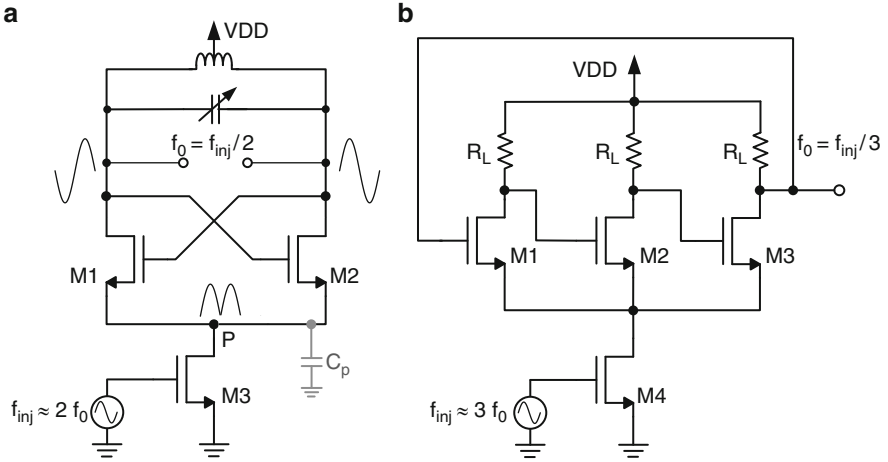 a
VDD
f0 = finj/2
M1
M2
P
Cp
M3
finj ≈ 2 f0
b
VDD
RL
RL
RL
f0 = finj/3
M1
M2
M3
M4
finj ≈ 3 f0